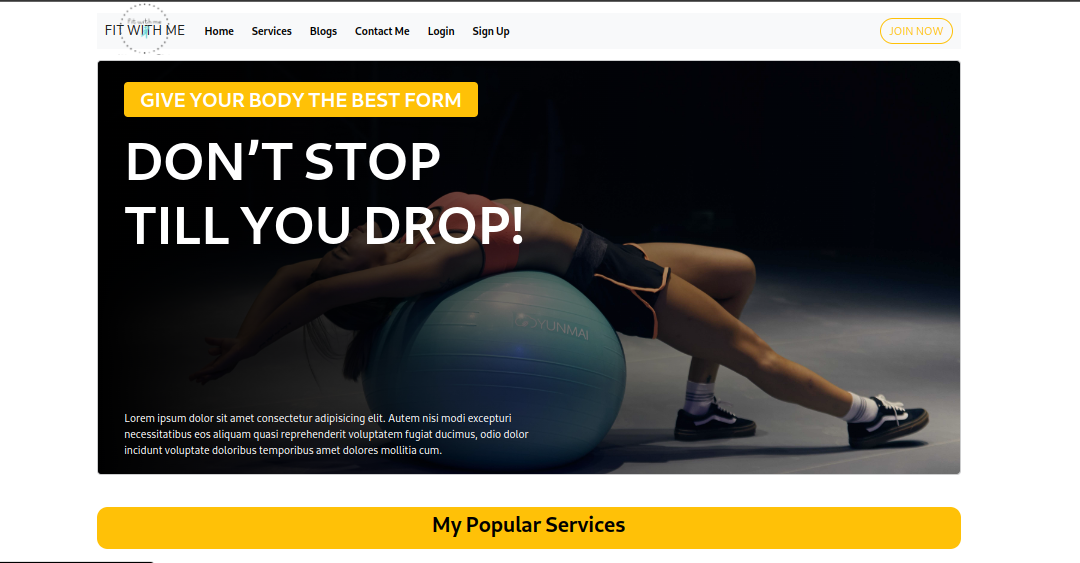 Fit with me
FIT WITH ME
Home
Services
Blogs
Contact Me
Login
Sign Up
JOIN NOW
GIVE YOUR BODY THE BEST FORM
DON’T STOP
TILL YOU DROP!
YUNMAI
Lorem ipsum dolor sit amet consectetur adipisicing elit. Autem nisi modi excepturi
necessitatibus eos aliquam quasi reprehenderit voluptatem fugiat ducimus, odio dolor
incidunt voluptate doloribus temporibus amet dolores mollitia cum.
My Popular Services